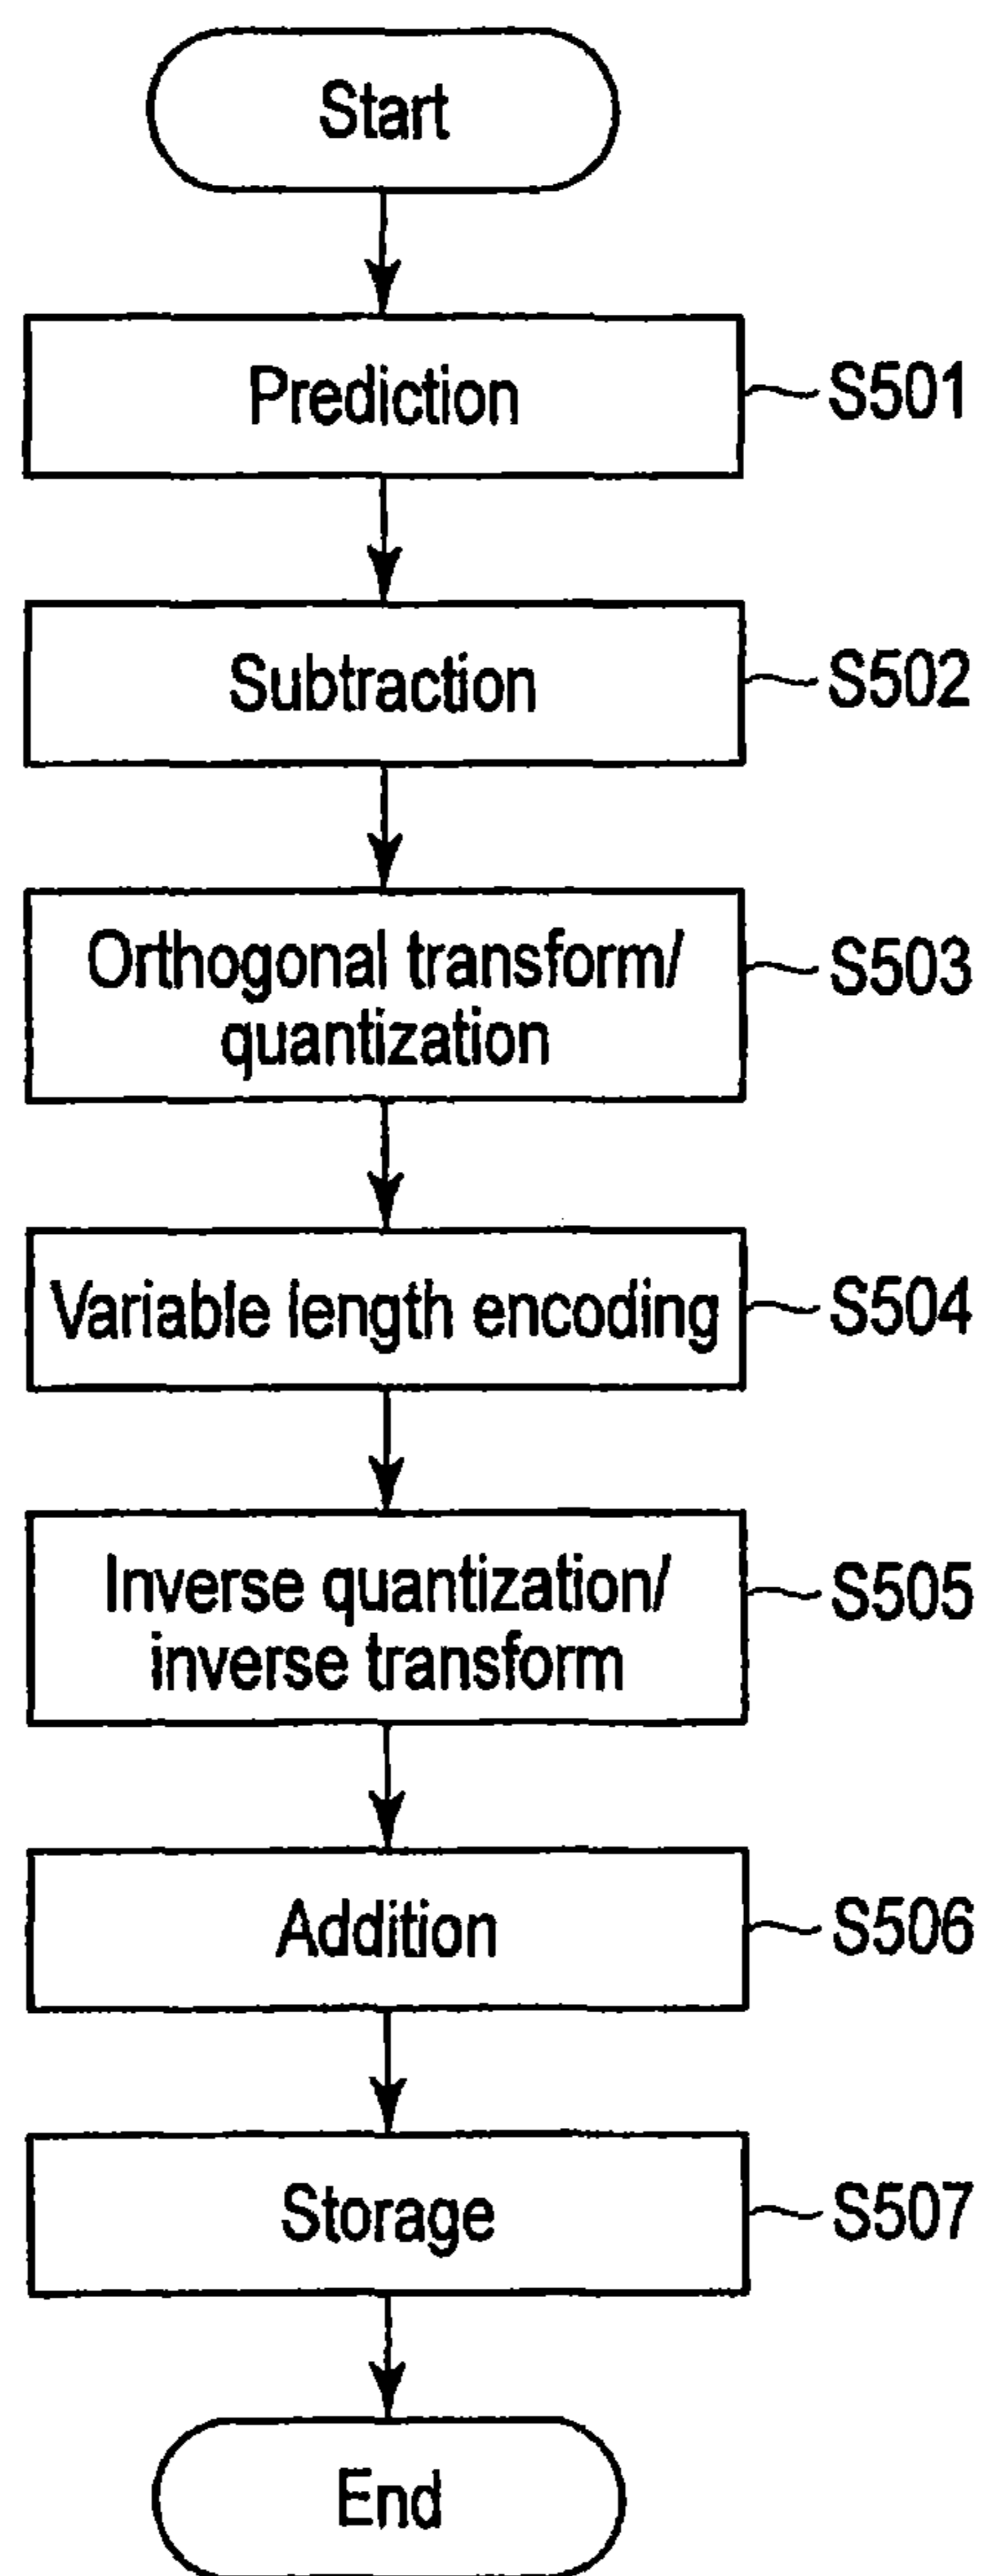 Start
Prediction
S501
Subtraction
S502
Orthogonal transform/
quantization
S503
Variable length encoding
S504
Inverse quantization/
inverse transform
S505
Addition
S506
Storage
S507
End